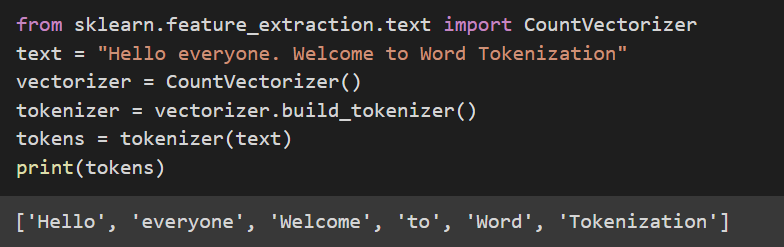 from sklearn.feature_extraction.text import CountVectorizer
text = "Hello everyone. Welcome to Word Tokenization"
vectorizer = CountVectorizer()
tokenizer = vectorizer.build_tokenizer()
tokens = tokenizer(text)
print(tokens)
['Hello', 'everyone', 'Welcome', 'to', 'Word', 'Tokenization']